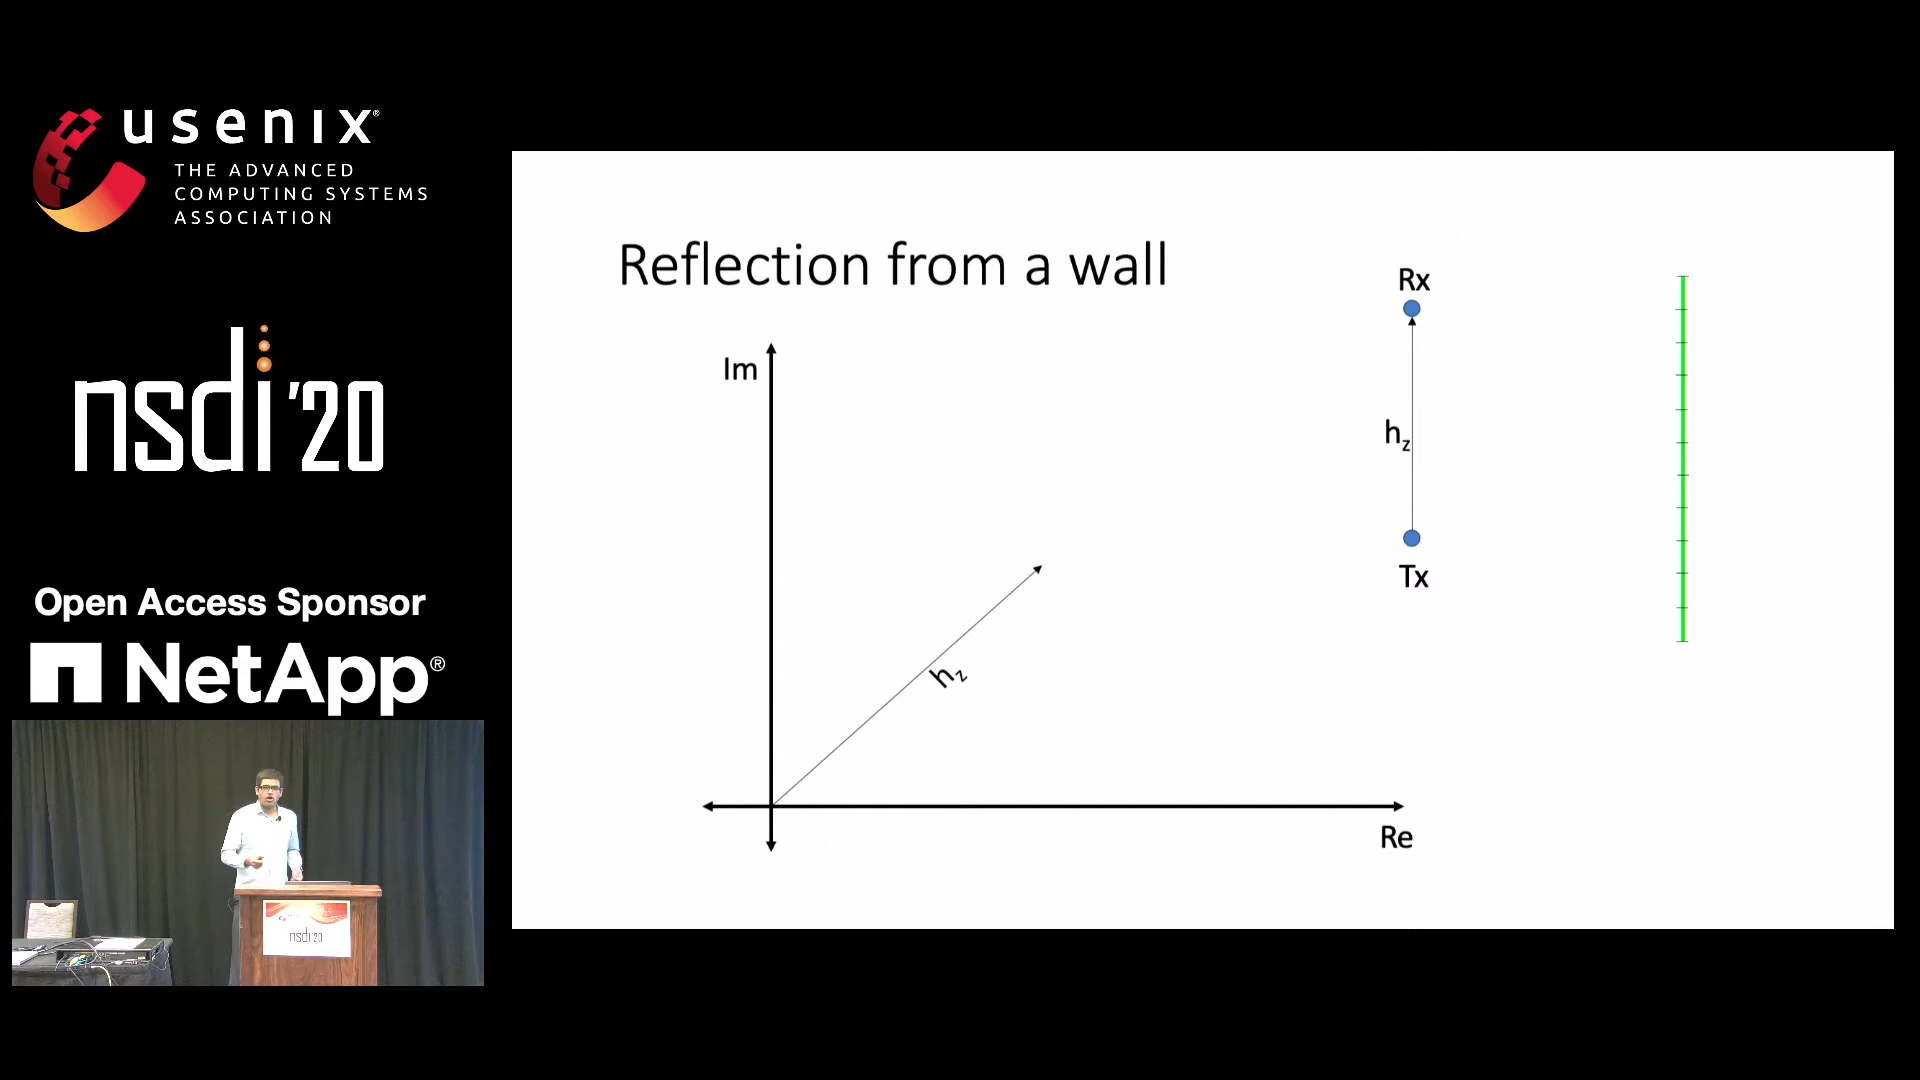 usenix®
THE ADVANCED
COMPUTING SYSTEMS
ASSOCIATION
nsdi '20
Open Access Sponsor
NetApp®
Reflection from a wall
Rx
Im
hz
Tx
hz
Re
nsdi'20